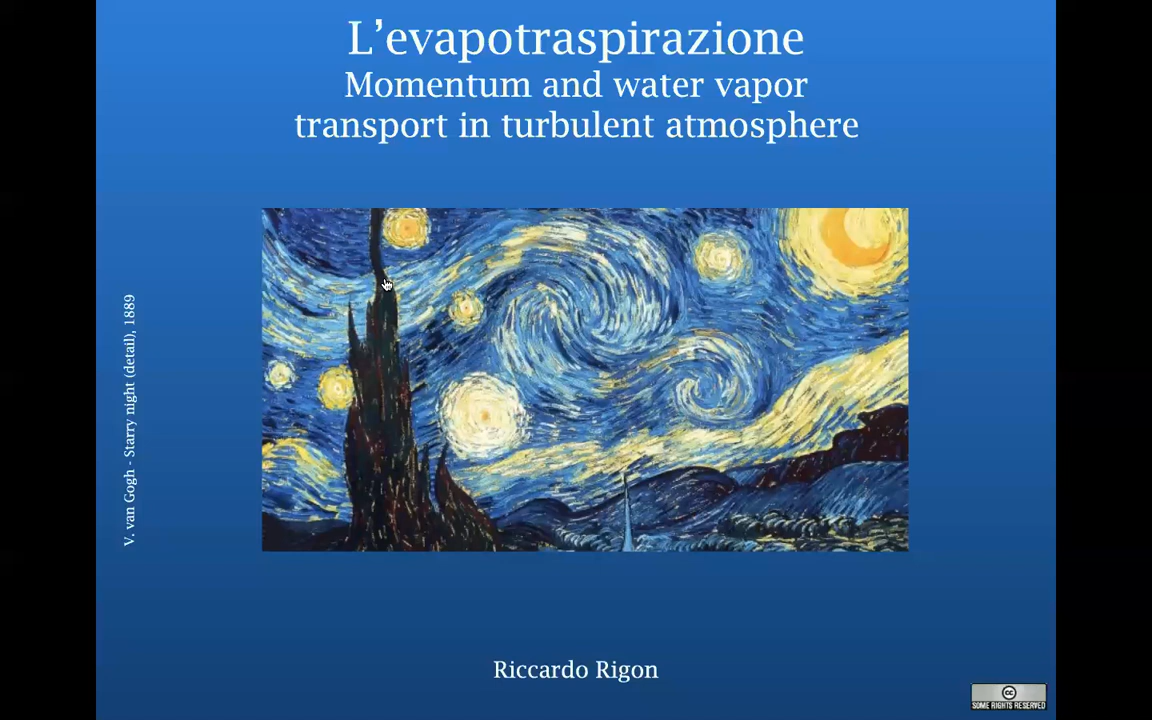 L’evapotraspirazione
Momentum and water vapor
transport in turbulent atmosphere
V. van Gogh - Starry night (detail), 1889
Riccardo Rigon
cc
SOME RIGHTS RESERVED